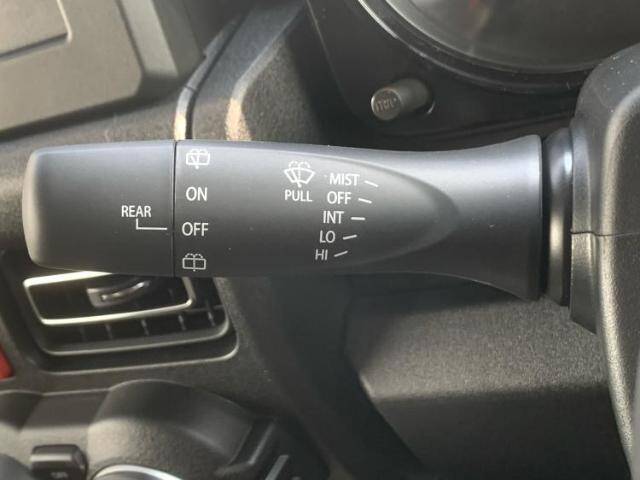 REAR
ON
OFF
PULL
MIST
OFF
INT
LO
HI